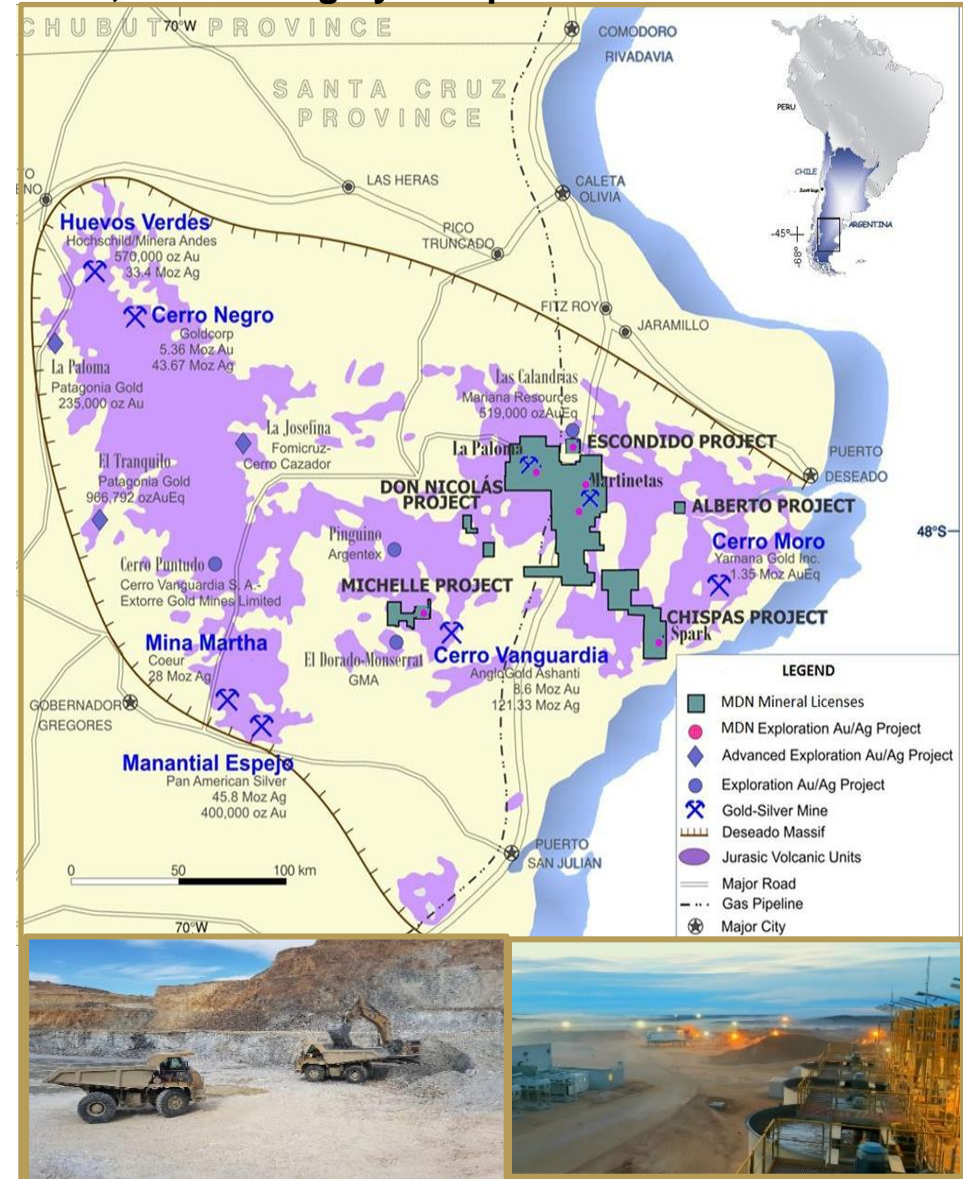 CHUBUT PROVINCE
70°W
COMODORO
RIVADAVIA
SANTA CRUZ
PROVINCE
PERU
CHILE
Santiago
ARGENTINA
-45°
-68°
LAS HERAS
CALETA
OLIVIA
PICO
TRUNCADO
Huevos Verdes
Hochschild/Minera Andes
570,000 oz Au
33.4 Moz Ag
FITZ ROY
JARAMILLO
Cerro Negro
Goldcorp
5.36 Moz Au
43.67 Moz Ag
La Paloma
Patagonia Gold
235,000 oz Au
Las Calandrias
Mariana Resources
519,000 ozAuEq
La Josefina
Fomicruz-
Cerro Cazador
La Paloma
ESCONDIDO PROJECT
PUERTO
DESEADO
El Tranquilo
Patagonia Gold
966,792 ozAuEq
DON NICOLÁS
PROJECT
Martinetas
ALBERTO PROJECT
48°S
Pinguino
Argentex
Cerro Moro
Yamana Gold Inc.
1.35 Moz AuEq
Cerro Puntudo
Cerro Vanguardia S. A.-
Extorre Gold Mines Limited
MICHELLE PROJECT
CHISPAS PROJECT
Spark
Mina Martha
Coeur
28 Moz Ag
El Dorado-Monserrat
GMA
Cerro Vanguardia
AngloGold Ashanti
8.6 Moz Au
121.33 Moz Ag
GOBERNADOR
GREGORES
Manantial Espejo
Pan American Silver
45.8 Moz Ag
400,000 oz Au
PUERTO
SAN JULIAN
0 50 100 km
70°W
LEGEND
MDN Mineral Licenses
MDN Exploration Au/Ag Project
Advanced Exploration Au/Ag Project
Exploration Au/Ag Project
Gold-Silver Mine
Deseado Massif
Jurasic Volcanic Units
Major Road
Gas Pipeline
Major City